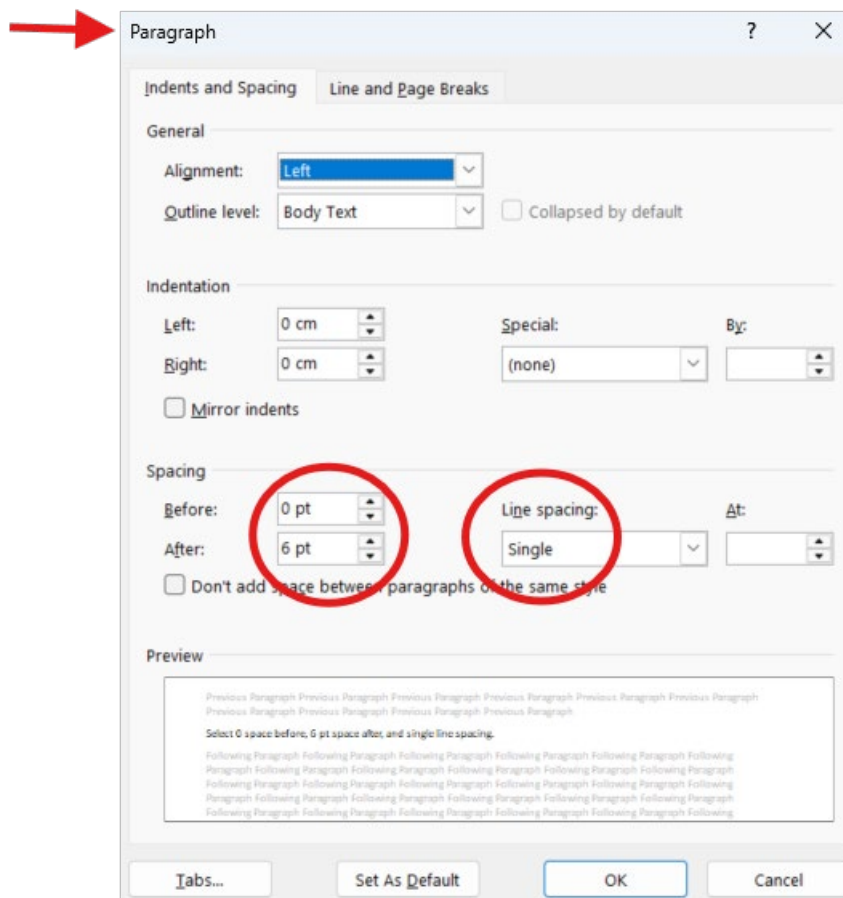 Paragraph ?
Indents and Spacing Line and Page Breaks
General
Alignment: Left
Outline level: Body Text Collapsed by default
Indentation
Left: 0 cm Special: By:
Right: 0 cm (none)
Mirror indents
Spacing
Before: 0 pt Line spacing: At:
After: 6 pt Single
Don't add space between paragraphs of the same style
Preview
Previous Paragraph Previous Paragraph Previous Paragraph Previous Paragraph Previous Paragraph Previous Paragraph
Previous Paragraph Previous Paragraph Previous Paragraph Previous Paragraph
Select 0 space before, 6 pt space after, and single line spacing.
Following Paragraph Following Paragraph Following Paragraph Following Paragraph Following Paragraph Following
Paragraph Following Paragraph Following Paragraph Following Paragraph Following Paragraph Following Paragraph
Following Paragraph Following Paragraph Following Paragraph Following Paragraph Following Paragraph Following
Paragraph Following Paragraph Following Paragraph Following Paragraph Following Paragraph Following Paragraph
Following Paragraph Following Paragraph Following Paragraph Following Paragraph Following Paragraph Following
Tabs... Set As Default OK Cancel